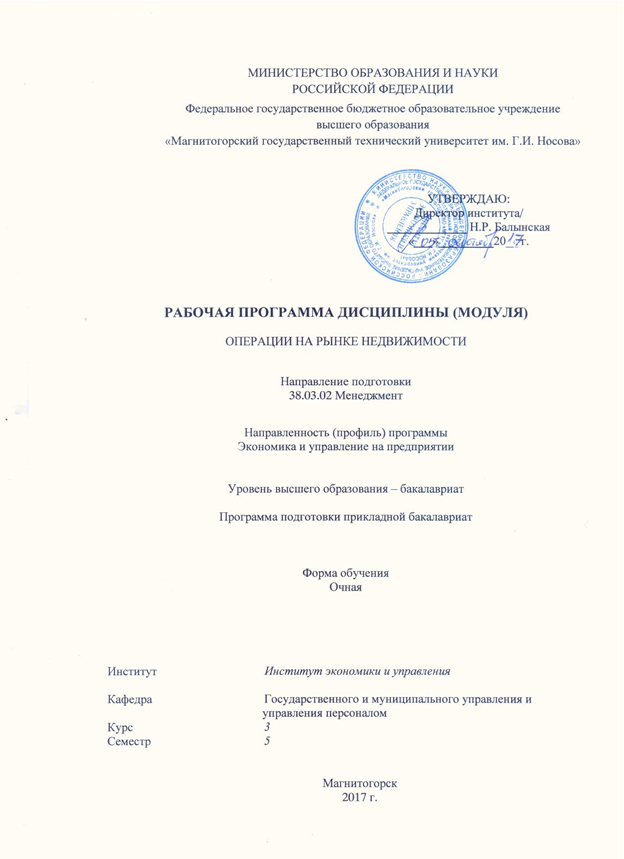 МИНИСТЕРСТВО ОБРАЗОВАНИЯ И НАУКИ
РОССИЙСКОЙ ФЕДЕРАЦИИ
Федеральное государственное бюджетное образовательное учреждение
высшего образования
«Магнитогорский государственный технический университет им. Г.И. Носова»
УТВЕРЖДАЮ:
Директор института/
Н.Р. Балынская
2017 г.
РАБОЧАЯ ПРОГРАММА ДИСЦИПЛИНЫ (МОДУЛЯ)
ОПЕРАЦИИ НА РЫНКЕ НЕДВИЖИМОСТИ
Направление подготовки
38.03.02 Менеджмент
Направленность (профиль) программы
Экономика и управление на предприятии
Уровень высшего образования – бакалавриат
Программа подготовки прикладной бакалавриат
Форма обучения
Очная
Институт Институт экономики и управления
Кафедра Государственного и муниципального управления и
управления персоналом
Курс 3
Семестр 5
Магнитогорск
2017 г.